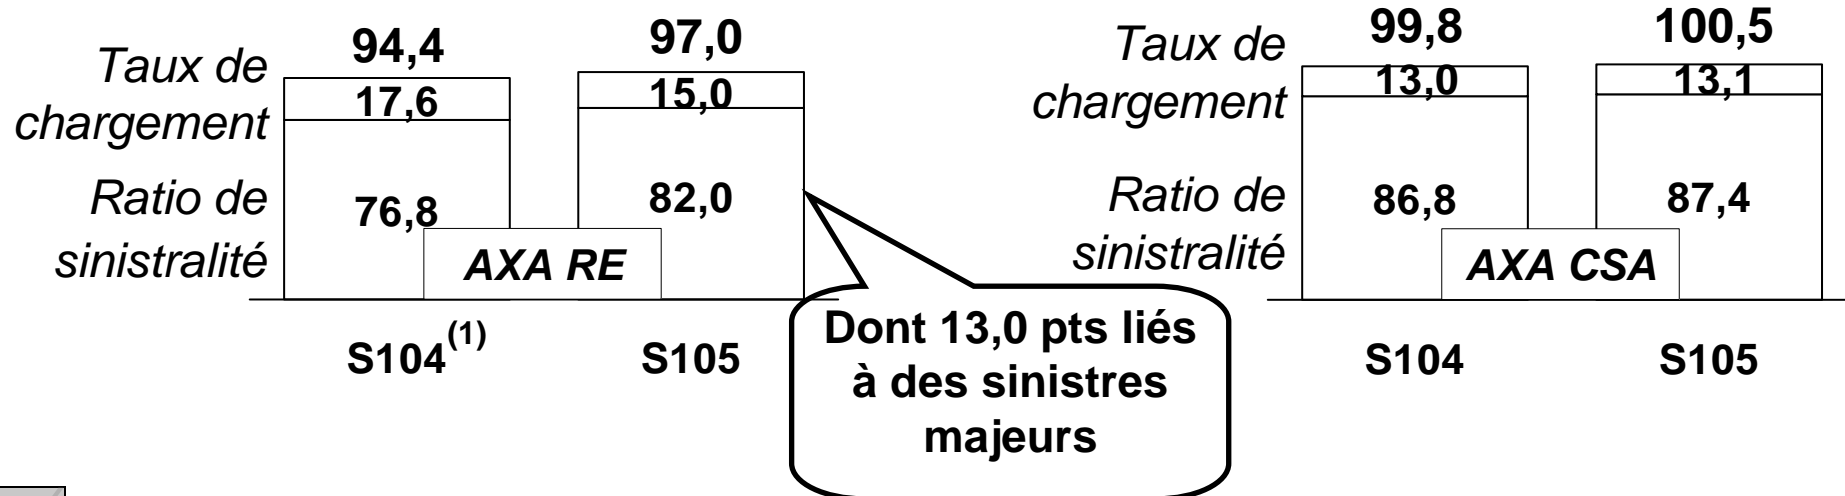 94,4
97,0
Taux de
chargement
17,6
15,0
Ratio de
sinistralité
76,8
82,0
AXA RE
S104(1)
S105
Dont 13,0 pts liés
à des sinistres
majeurs
99,8
100,5
Taux de
chargement
13,0
13,1
Ratio de
sinistralité
86,8
87,4
AXA CSA
S104
S105